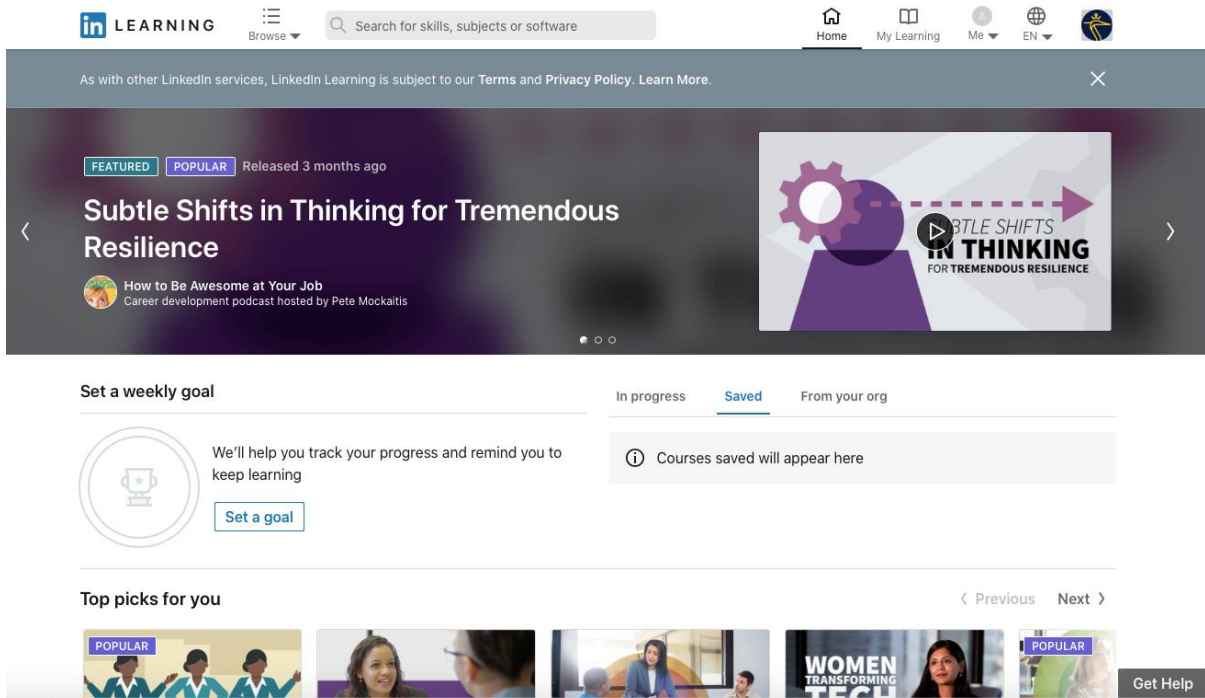 in LEARNING
Browse
Search for skills, subjects or software
Home
My Learning
Me
EN
As with other LinkedIn services, LinkedIn Learning is subject to our Terms and Privacy Policy. Learn More.
FEATURED POPULAR Released 3 months ago
Subtle Shifts in Thinking for Tremendous
Resilience
How to Be Awesome at Your Job
Career development podcast hosted by Pete Mockaitis
SHIFTS
IN THINKING
FOR TREMENDOUS RESILIENCE
Set a weekly goal
We'll help you track your progress and remind you to
keep learning
Set a goal
In progress
Saved
From your org
Courses saved will appear here
Top picks for you
Previous
Next
POPULAR
WOMEN
TRANSFORMING
TECH
POPULAR
Get Help